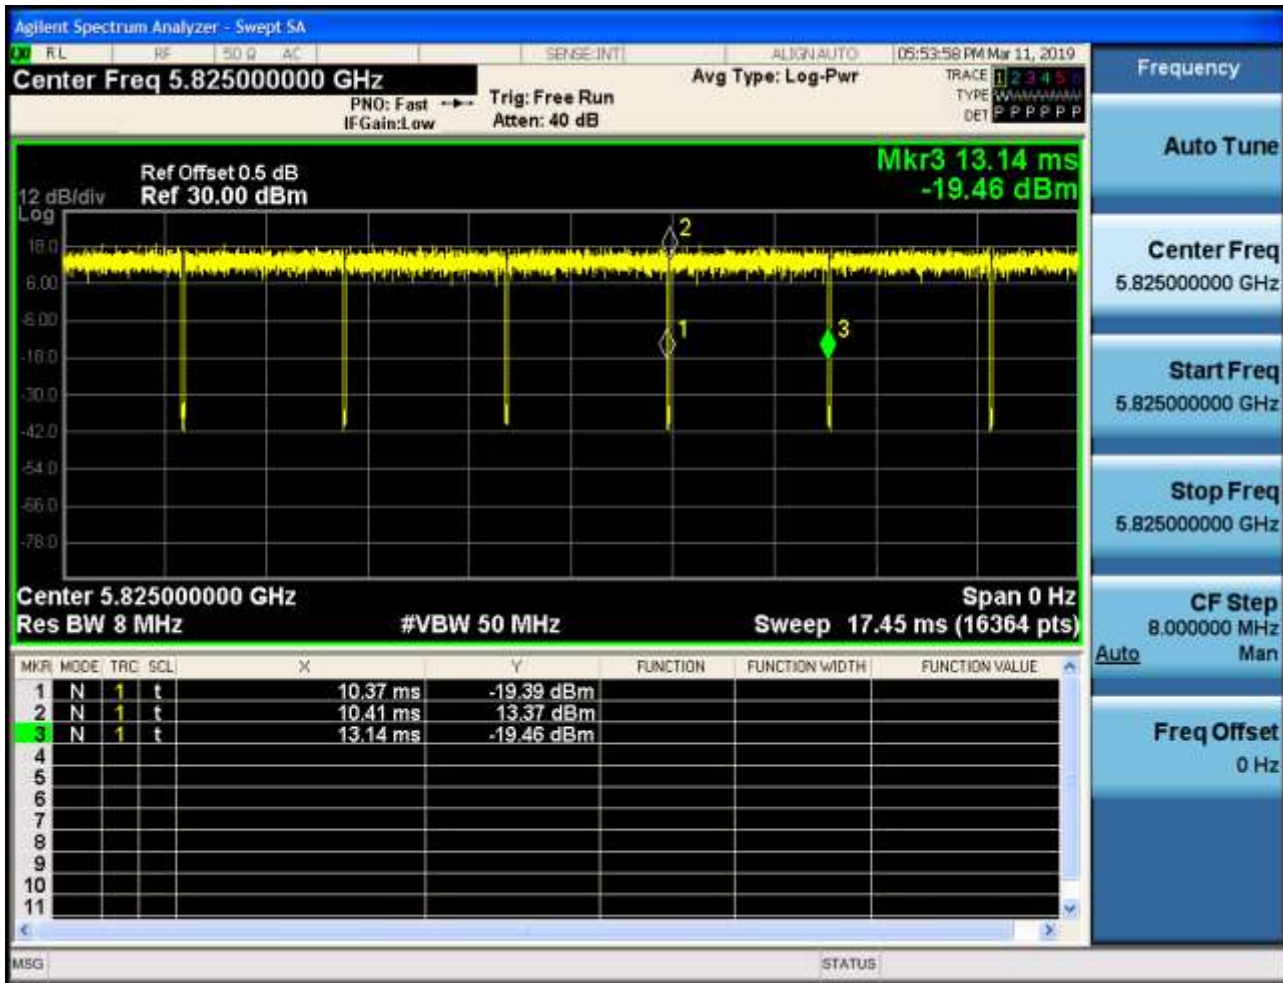 Agilent Spectrum Analyzer - Swept SA
RL RF 50 Ω AC SENSE:INT ALIGNAUTO 05:53:58 PM Mar 11, 2019
Center Freq 5.825000000 GHz
PNO: Fast
IFGain:Low
Trig: Free Run
Atten: 40 dB
Avg Type: Log-Pwr
TRACE 1 2 3 4 5 6
TYPE
DET P P P P P P
Mkr3 13.14 ms
-19.46 dBm
Ref Offset 0.5 dB
12 dB/div Ref 30.00 dBm
Log
18.0
6.00
-6.00
-18.0
-30.0
-42.0
-54.0
-66.0
-78.0
2
1
3
Center 5.825000000 GHz Span 0 Hz
Res BW 8 MHz #VBW 50 MHz Sweep 17.45 ms (16364 pts)
MKR MODE TRC SCL X Y FUNCTION FUNCTION WIDTH FUNCTION VALUE
1 N 1 t 10.37 ms -19.39 dBm
2 N 1 t 10.41 ms 13.37 dBm
3 N 1 t 13.14 ms -19.46 dBm
4
5
6
7
8
9
10
11
MSG STATUS
Frequency
Auto Tune
Center Freq
5.825000000 GHz
Start Freq
5.825000000 GHz
Stop Freq
5.825000000 GHz
CF Step
8.000000 MHz
Auto Man
Freq Offset
0 Hz